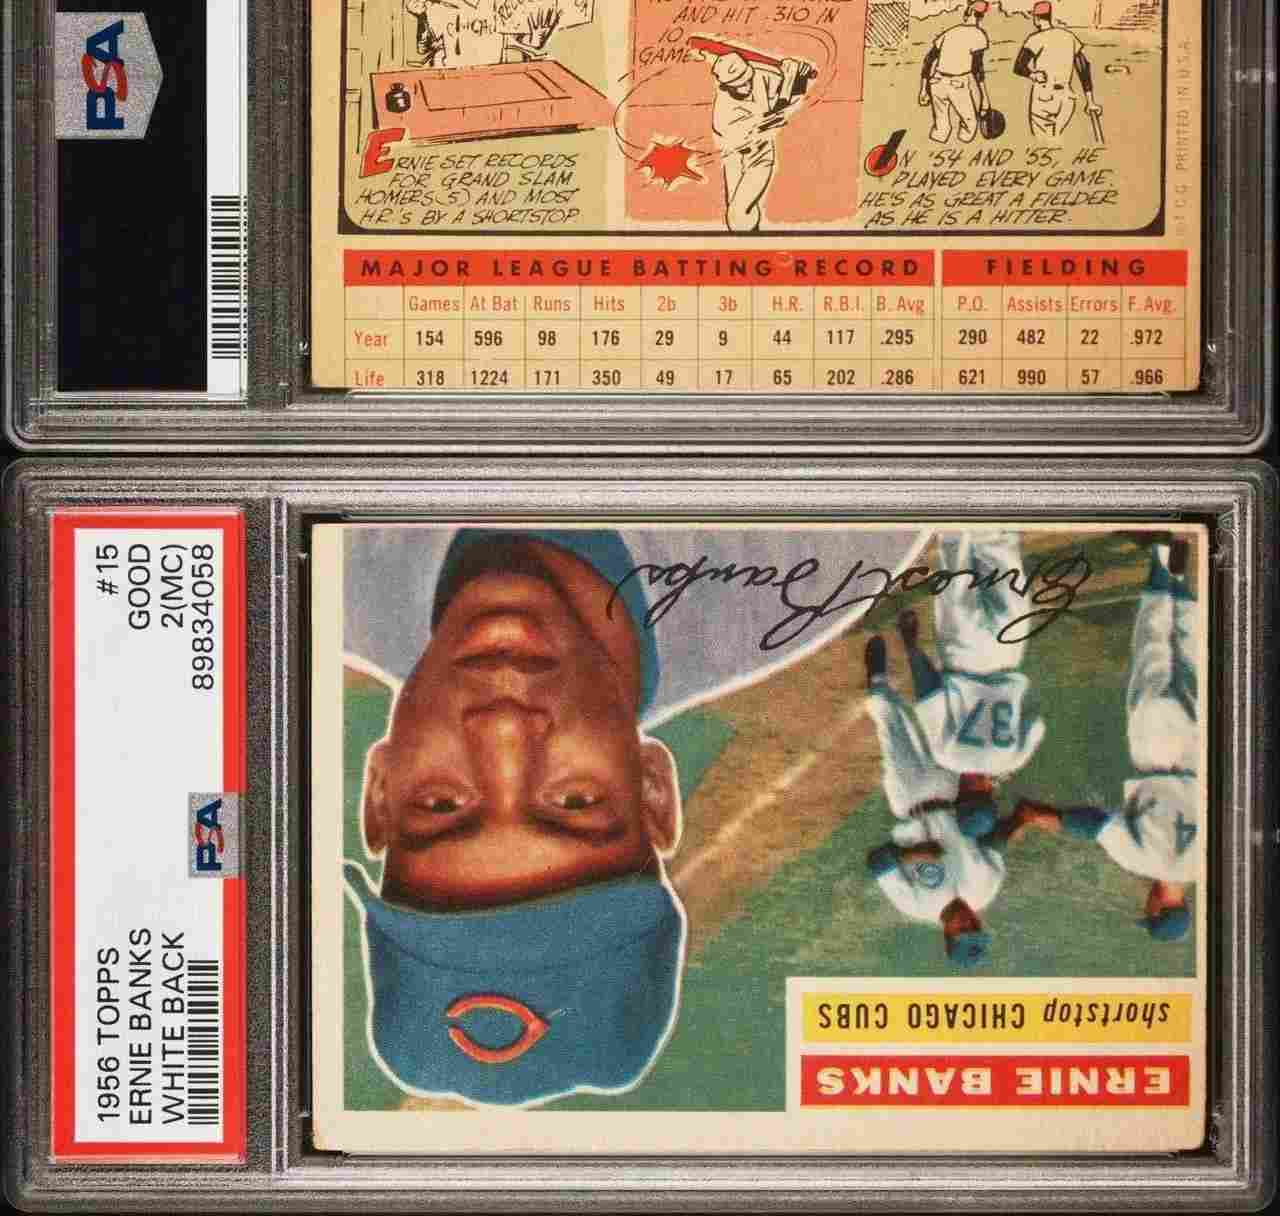 PSA
AND HIT .310 IN
10
GAMES
ERNIE SET RECORDS
FOR GRAND SLAM
HOMERS (5) AND MOST
H.R.'S BY A SHORTSTOP.
ON '54 AND '55, HE
PLAYED EVERY GAME.
HE'S AS GREAT A FIELDER
AS HE IS A HITTER.
T.C.G. PRINTED IN U.S.A.
MAJOR LEAGUE BATTING RECORD FIELDING
Games At Bat Runs Hits 2b 3b H.R. R.B.I. B. Avg P.O. Assists Errors F. Avg.
Year 154 596 98 176 29 9 44 117 .295 290 482 22 .972
Life 318 1224 171 350 49 17 65 202 .286 621 990 57 .966
1956 TOPPS #15
ERNIE BANKS GOOD
WHITE BACK 2(MC)
89834058
PSA
ERNIE BANKS
shortstop CHICAGO CUBS
4
37
C
Ernest Banks